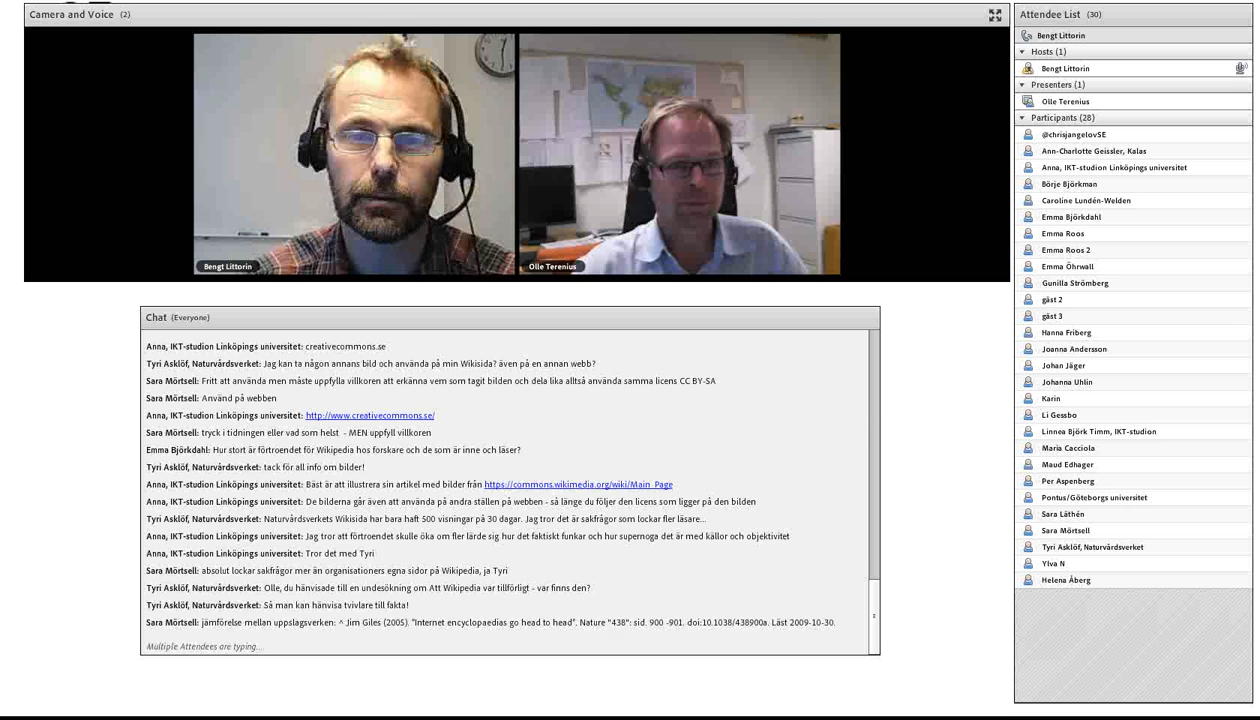 Camera and Voice (2)
Bengt Littorin
Olle Terenius
Chat (Everyone)
Anna, IKT-studion Linköpings universitet: creativecommons.se
Tyri Asklöf, Naturvårdsverket: Jag kan ta någon annans bild och använda på min Wikisida? även på en annan webb?
Sara Mörtsell: Fritt att använda men måste uppfylla villkoren att erkänna vem som tagit bilden och dela lika alltså använda samma licens CC BY-SA
Sara Mörtsell: Använd på webben
Anna, IKT-studion Linköpings universitet: http://www.creativecommons.se/
Sara Mörtsell: tryck i tidningen eller vad som helst - MEN uppfyll villkoren
Emma Björkdahl: Hur stort är förtroendet för Wikipedia hos forskare och de som är inne och läser?
Tyri Asklöf, Naturvårdsverket: tack för all info om bilder!
Anna, IKT-studion Linköpings universitet: Bäst är att illustrera sin artikel med bilder från https://commons.wikimedia.org/wiki/Main_Page
Anna, IKT-studion Linköpings universitet: De bilderna går även att använda på andra ställen på webben - så länge du följer den licens som ligger på den bilden
Tyri Asklöf, Naturvårdsverket: Naturvårdsverkets Wikisida har bara haft 500 visningar på 30 dagar. Jag tror det är sakfrågor som lockar fler läsare...
Anna, IKT-studion Linköpings universitet: Jag tror att förtroendet skulle öka om fler lärde sig hur det faktiskt funkar och hur supernoga det är med källor och objektivitet
Anna, IKT-studion Linköpings universitet: Tror det med Tyri
Sara Mörtsell: absolut lockar sakfrågor mer än organisationers egna sidor på Wikipedia, ja Tyri
Tyri Asklöf, Naturvårdsverket: Olle, du hänvisade till en undesökning om Att Wikipedia var tillförligt - var finns den?
Tyri Asklöf, Naturvårdsverket: Så man kan hänvisa tvivlare till fakta!
Sara Mörtsell: jämförelse mellan uppslagsverken: ^ Jim Giles (2005). "Internet encyclopaedias go head to head". Nature "438": sid. 900 -901. doi:10.1038/438900a. Läst 2009-10-30.
Multiple Attendees are typing...
Attendee List (30)
Bengt Littorin
Hosts (1)
Bengt Littorin
Presenters (1)
Olle Terenius
Participants (28)
@chrisjangelovSE
Ann-Charlotte Geissler, Kalas
Anna, IKT-studion Linköpings universitet
Börje Björkman
Caroline Lundén-Welden
Emma Björkdahl
Emma Roos
Emma Roos 2
Emma Öhrwall
Gunilla Strömberg
gäst 2
gäst 3
Hanna Friberg
Joanna Andersson
Johan Jäger
Johanna Uhlin
Karin
Li Gessbo
Linnea Björk Timm, IKT-studion
Maria Cacciola
Maud Edhager
Per Aspenberg
Pontus/Göteborgs universitet
Sara Låthén
Sara Mörtsell
Tyri Asklöf, Naturvårdsverket
Ylva N
Helena Åberg